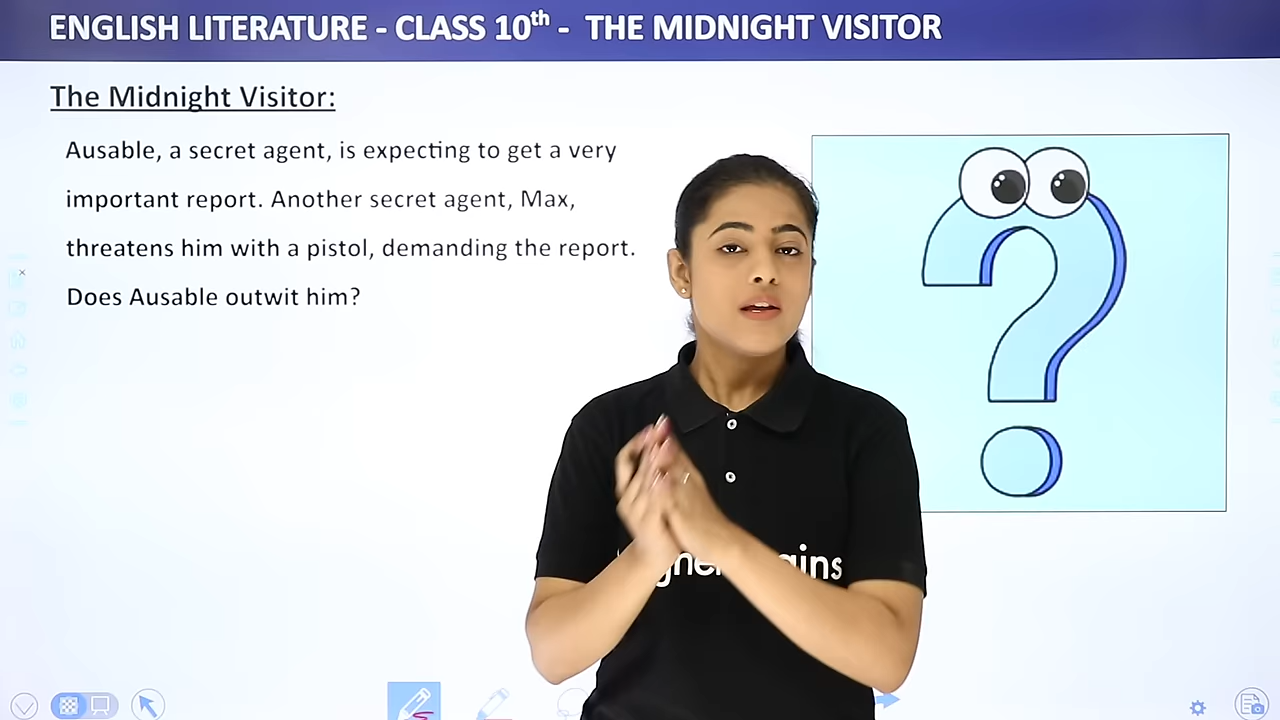 ENGLISH LITERATURE - CLASS 10th - THE MIDNIGHT VISITOR
The Midnight Visitor:
Ausable, a secret agent, is expecting to get a very
important report. Another secret agent, Max,
threatens him with a pistol, demanding the report.
Does Ausable outwit him?